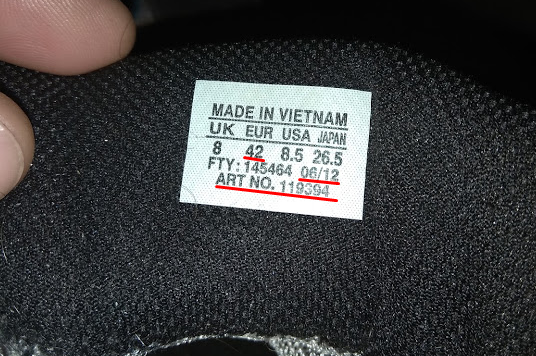 MADE IN VIETNAM
UK EUR USA JAPAN
8 42 8.5 26.5
FTY: 145464 06/12
ART NO. 119394